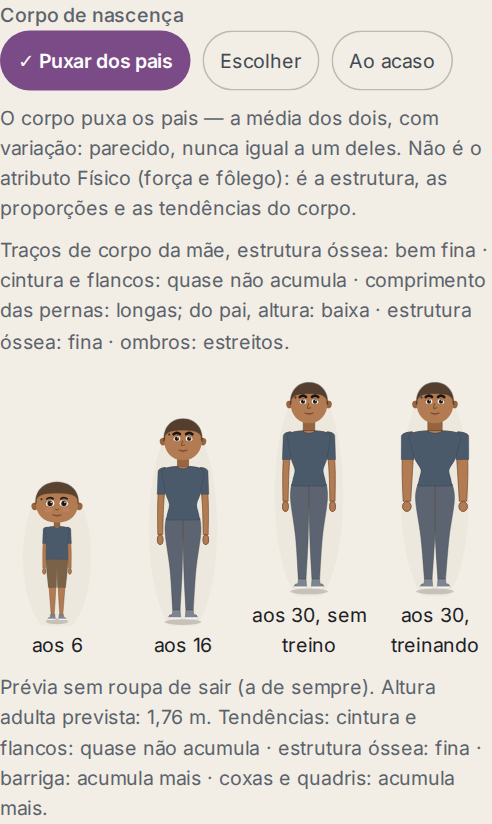 Corpo de nascença
✓ Puxar dos pais
Escolher
Ao acaso
O corpo puxa os pais — a média dos dois, com
variação: parecido, nunca igual a um deles. Não é o
atributo Físico (força e fôlego): é a estrutura, as
proporções e as tendências do corpo.
Traços de corpo da mãe, estrutura óssea: bem fina ·
cintura e flancos: quase não acumula · comprimento
das pernas: longas; do pai, altura: baixa · estrutura
óssea: fina · ombros: estreitos.
aos 6
aos 16
aos 30, sem
treino
aos 30,
treinando
Prévia sem roupa de sair (a de sempre). Altura
adulta prevista: 1,76 m. Tendências: cintura e
flancos: quase não acumula · estrutura óssea: fina ·
barriga: acumula mais · coxas e quadris: acumula
mais.